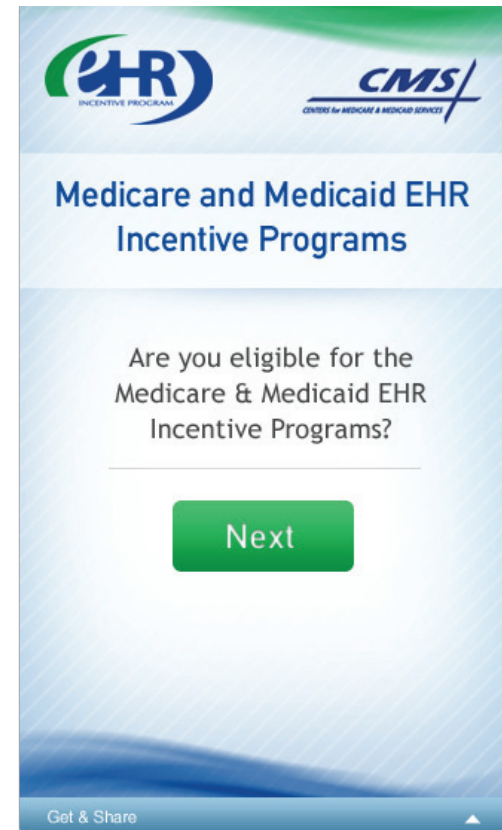 eHR
INCENTIVE PROGRAM
CMS
CENTERS for MEDICARE & MEDICAID SERVICES
Medicare and Medicaid EHR
Incentive Programs
Are you eligible for the
Medicare & Medicaid EHR
Incentive Programs?
Next
Get & Share